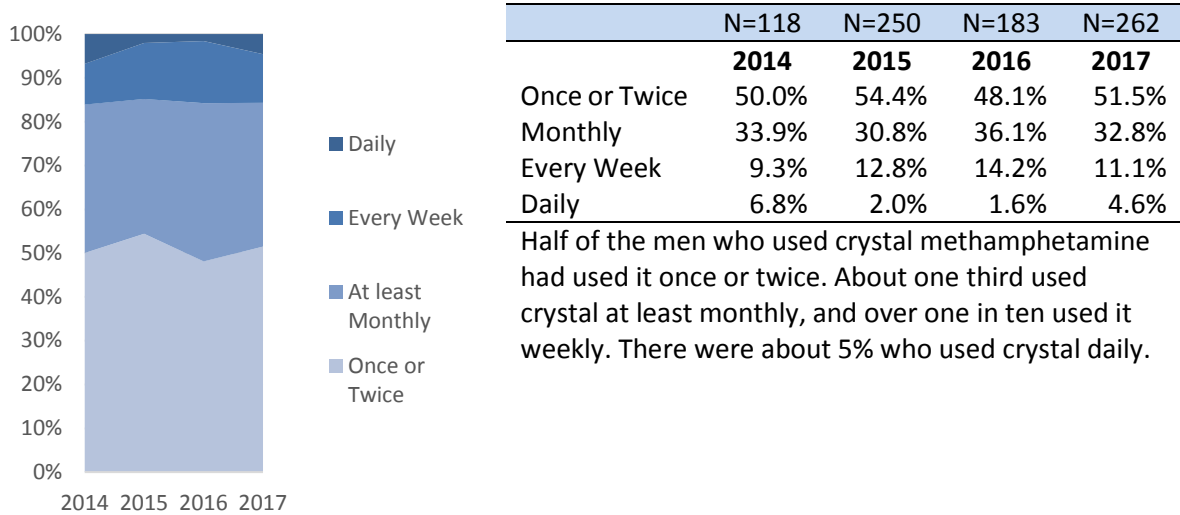 100%
90%
80%
70%
60%
50%
40%
30%
20%
10%
0%
2014 2015 2016 2017
Daily
Every Week
At least
Monthly
Once or
Twice
N=118 N=250 N=183 N=262
2014 2015 2016 2017
Once or Twice 50.0% 54.4% 48.1% 51.5%
Monthly 33.9% 30.8% 36.1% 32.8%
Every Week 9.3% 12.8% 14.2% 11.1%
Daily 6.8% 2.0% 1.6% 4.6%
Half of the men who used crystal methamphetamine
had used it once or twice. About one third used
crystal at least monthly, and over one in ten used it
weekly. There were about 5% who used crystal daily.